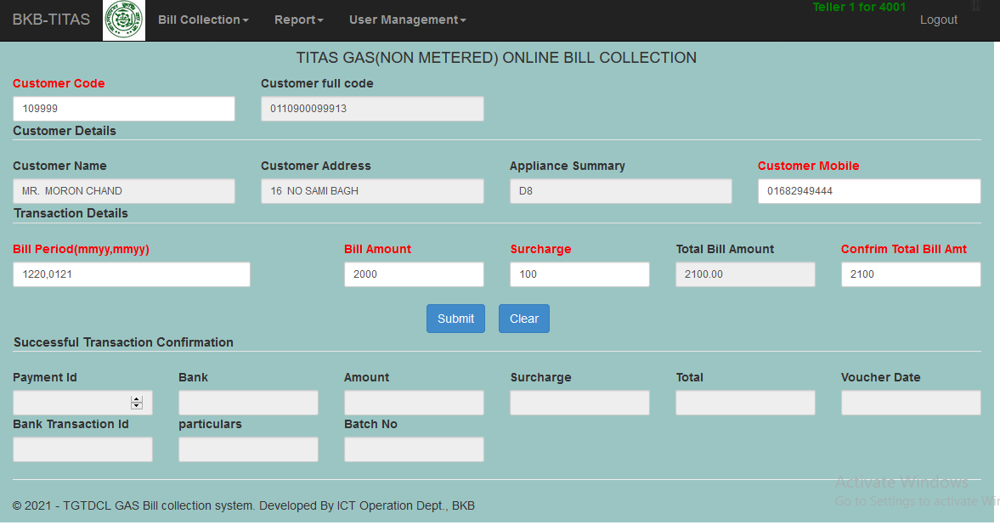 BKB-TITAS Bill Collection Report User Management Teller 1 for 4001 Logout
TITAS GAS(NON METERED) ONLINE BILL COLLECTION
Customer Code Customer full code
109999 0110900099913
Customer Details
Customer Name Customer Address Appliance Summary Customer Mobile
MR. MORON CHAND 16 NO SAMI BAGH D8 01682949444
Transaction Details
Bill Period(mmyy,mmyy) Bill Amount Surcharge Total Bill Amount Confrim Total Bill Amt
1220,0121 2000 100 2100.00 2100
Submit Clear
Successful Transaction Confirmation
Payment Id Bank Amount Surcharge Total Voucher Date
Bank Transaction Id particulars Batch No
Activate Windows
Go to Settings to activate Win
© 2021 - TGTDCL GAS Bill collection system. Developed By ICT Operation Dept., BKB